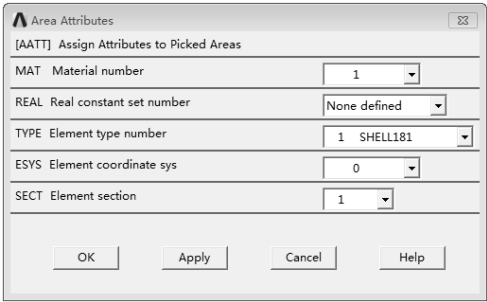 Area Attributes
[AATT] Assign Attributes to Picked Areas
MAT Material number 1
REAL Real constant set number None defined
TYPE Element type number 1 SHELL181
ESYS Element coordinate sys 0
SECT Element section 1
OK Apply Cancel Help